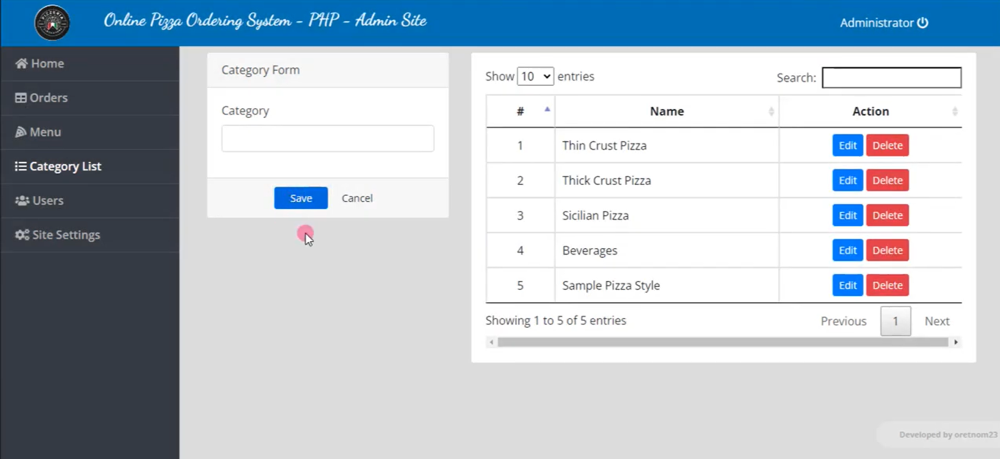 Online Pizza Ordering System - PHP - Admin Site
Administrator
Home
Orders
Menu
Category List
Users
Site Settings
Category Form
Category
Save Cancel
Show 10 entries
Search:
# Name Action
1 Thin Crust Pizza Edit Delete
2 Thick Crust Pizza Edit Delete
3 Sicilian Pizza Edit Delete
4 Beverages Edit Delete
5 Sample Pizza Style Edit Delete
Showing 1 to 5 of 5 entries
Previous 1 Next
Developed by oretnom23